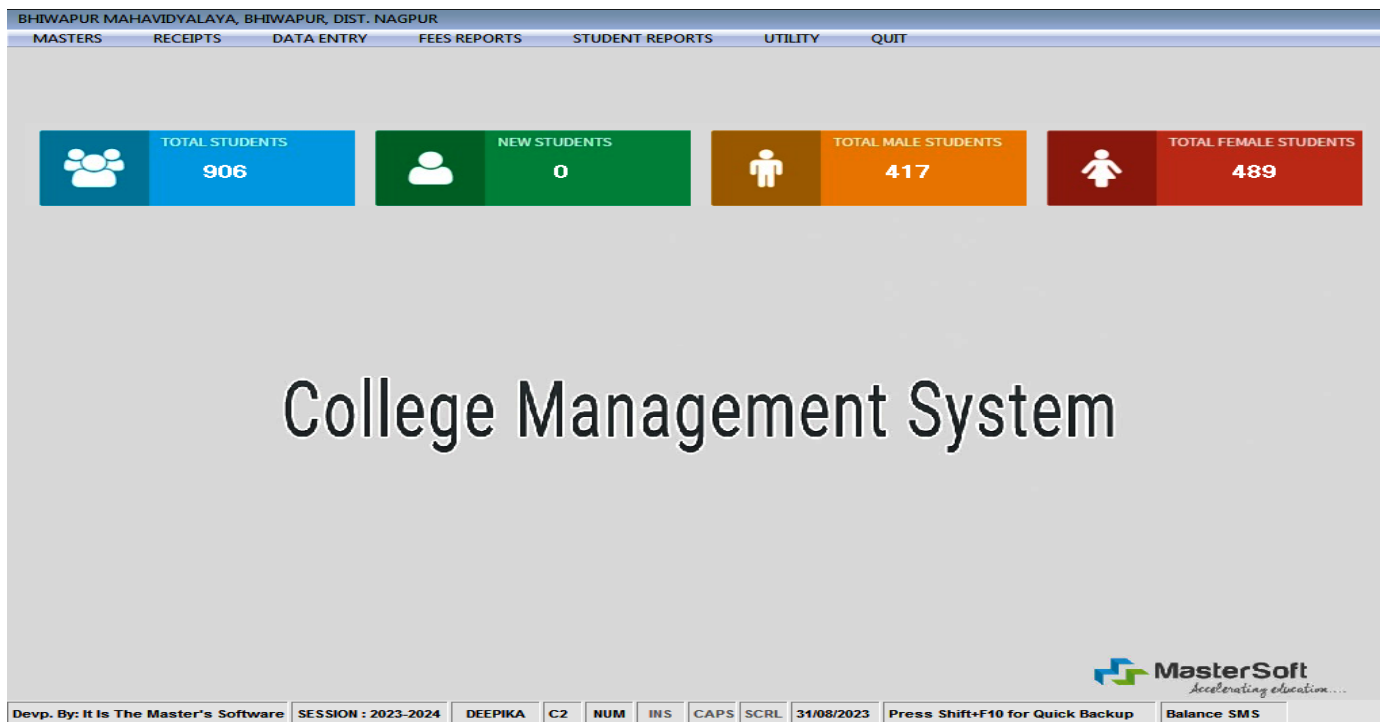 BHIWAPUR MAHAVIDYALAYA, BHIWAPUR, DIST. NAGPUR
MASTERS RECEIPTS DATA ENTRY FEES REPORTS STUDENT REPORTS UTILITY QUIT
TOTAL STUDENTS
906
NEW STUDENTS
0
TOTAL MALE STUDENTS
417
TOTAL FEMALE STUDENTS
489
College Management System
MasterSoft
Accelerating education....
Devp. By: It Is The Master's Software SESSION : 2023-2024 DEEPIKA C2 NUM INS CAPS SCRL 31/08/2023 Press Shift+F10 for Quick Backup Balance SMS